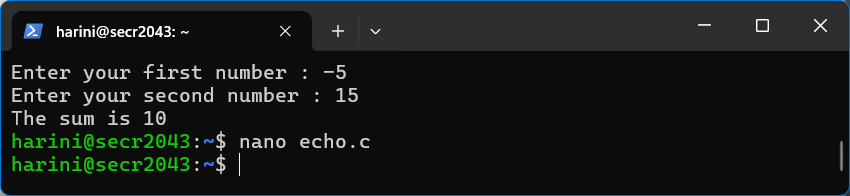 harini@secr2043: ~
Enter your first number : -5
Enter your second number : 15
The sum is 10
harini@secr2043:~$ nano echo.c
harini@secr2043:~$